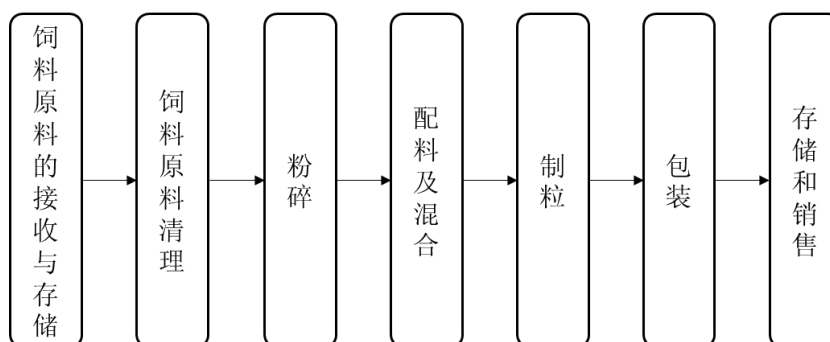 饲料原料的接收与存储
饲料原料清理
粉碎
配料及混合
制粒
包装
存储和销售